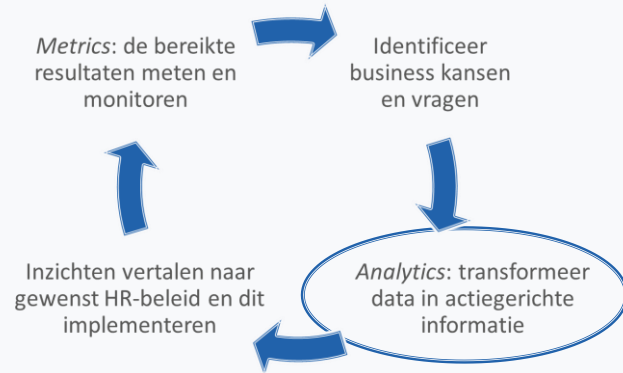 Metrics: de bereikte
resultaten meten en
monitoren
Identificeer
business kansen
en vragen
Analytics: transformeer
data in actiegerichte
informatie
Inzichten vertalen naar
gewenst HR-beleid en dit
implementeren